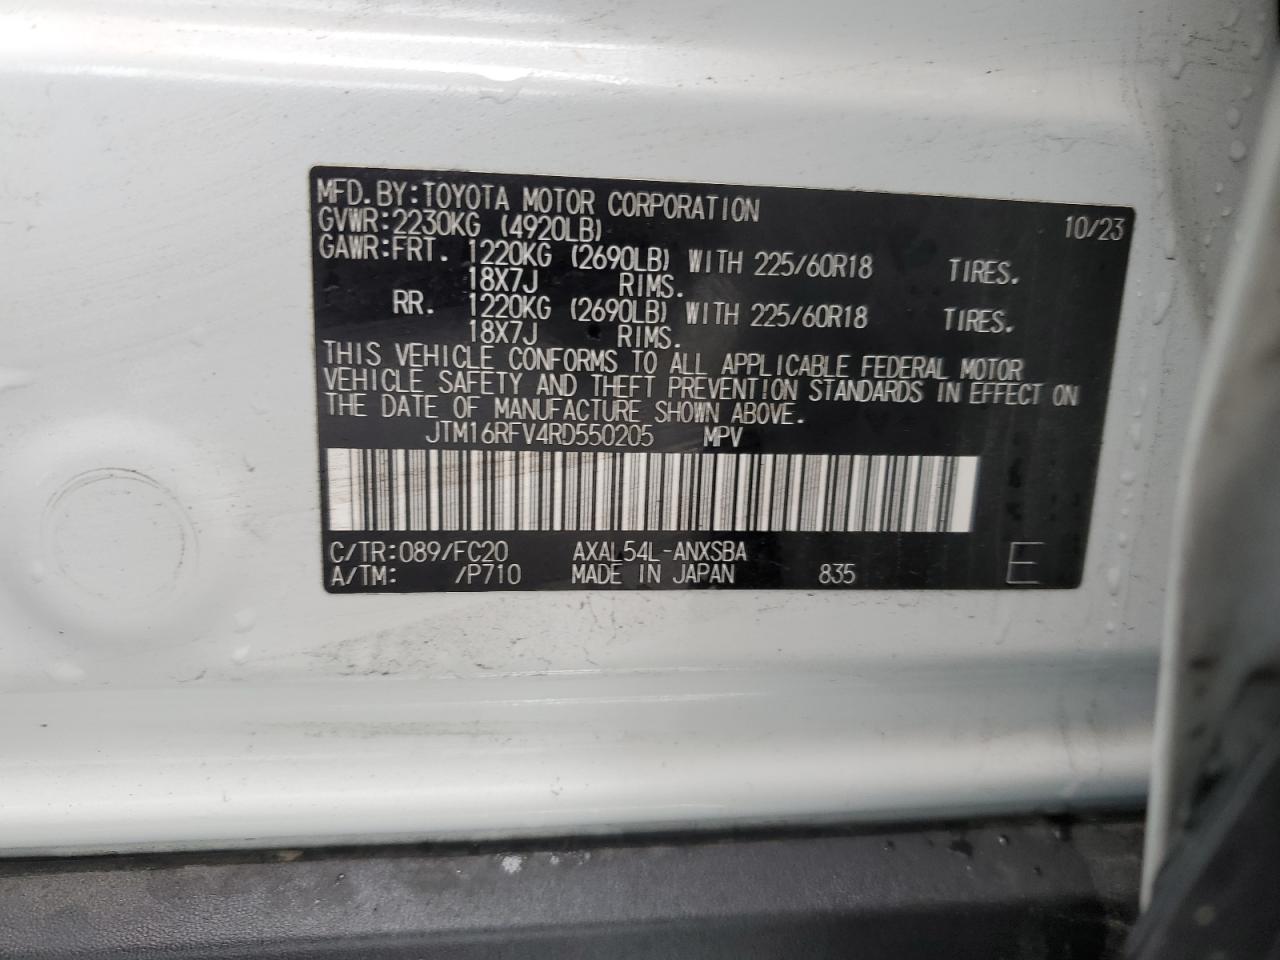 MFD. BY: TOYOTA MOTOR CORPORATION 10/23
GVWR: 2230KG (4920LB)
GAWR: FRT. 1220KG (2690LB) WITH 225/60R18 TIRES.
18X7J RIMS.
RR. 1220KG (2690LB) WITH 225/60R18 TIRES.
18X7J RIMS.
THIS VEHICLE CONFORMS TO ALL APPLICABLE FEDERAL MOTOR
VEHICLE SAFETY AND THEFT PREVENTION STANDARDS IN EFFECT ON
THE DATE OF MANUFACTURE SHOWN ABOVE.
JTM16RFV4RD550205 MPV
C/TR: 089/FC20 AXAL54L-ANXSBA
A/TM: /P710 MADE IN JAPAN 835 E